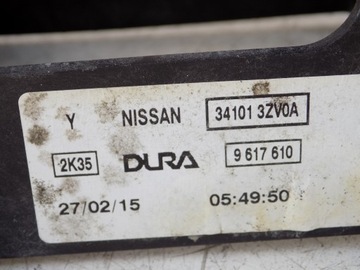 Y NISSAN 34101 3ZV0A
2K35 DURA 9 617 610
27/02/15 05:49:50